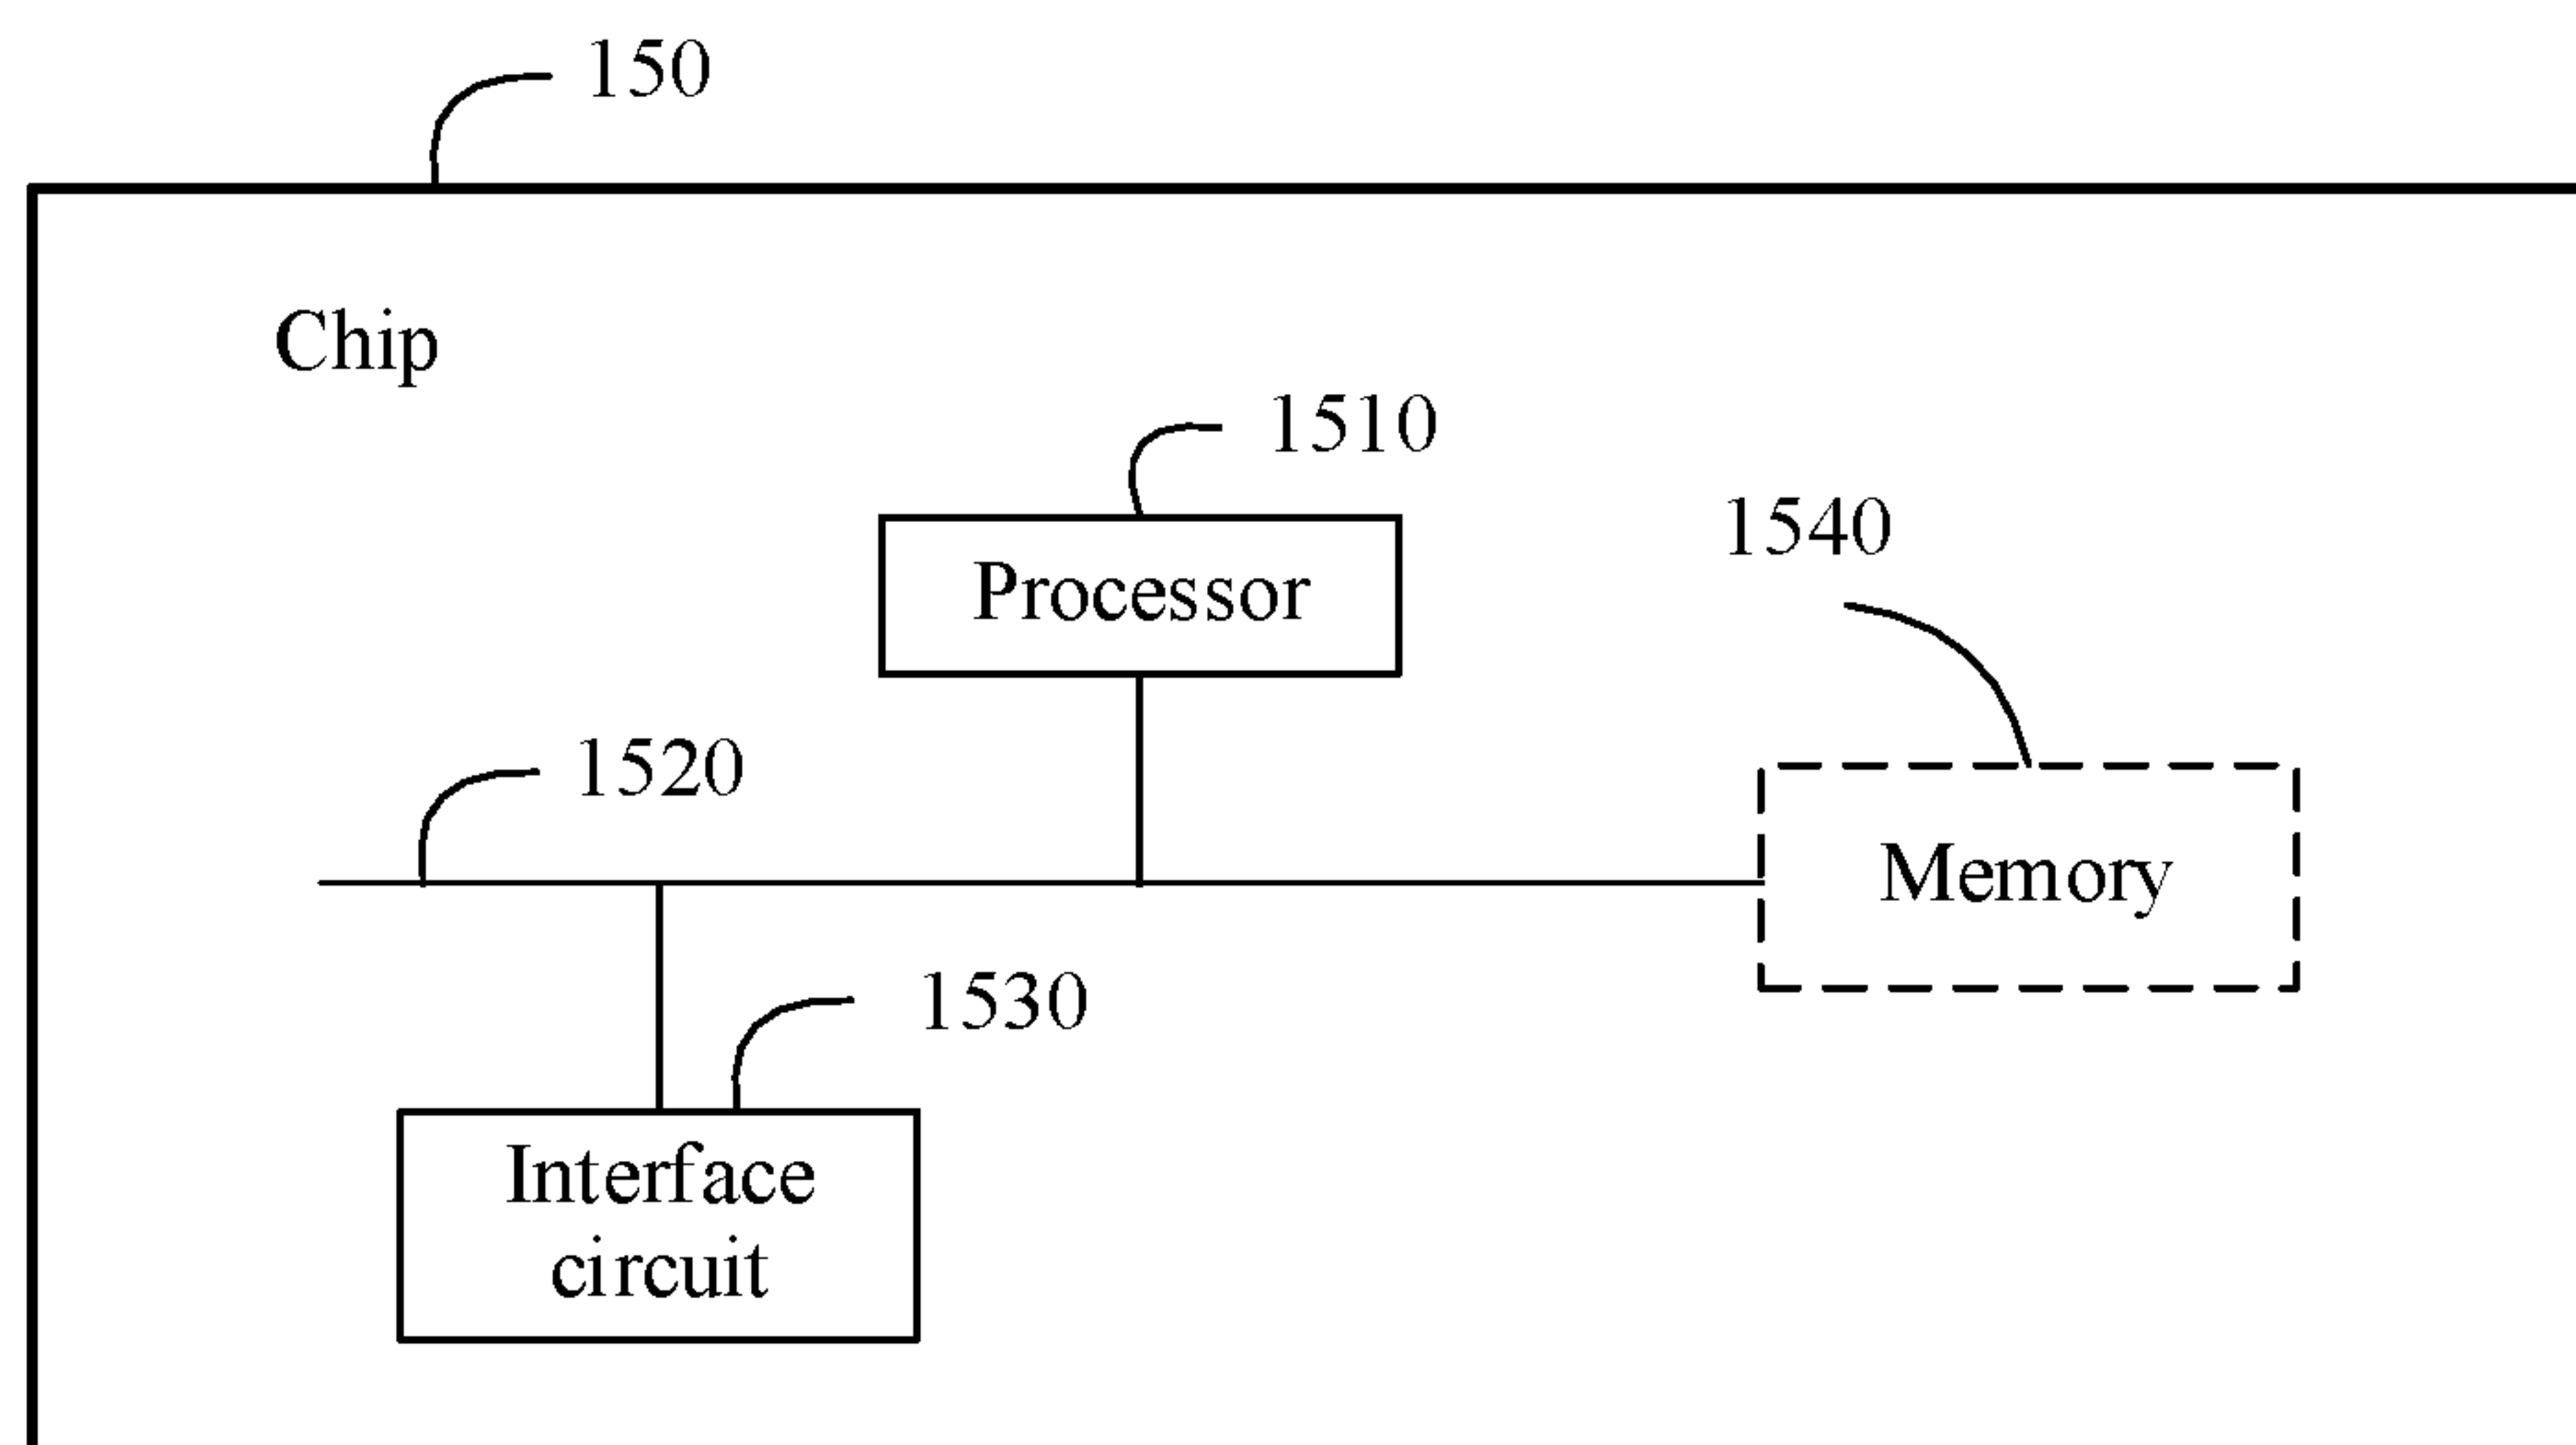 150
Chip
1510
Processor
1540
1520
Memory
1530
Interface
circuit